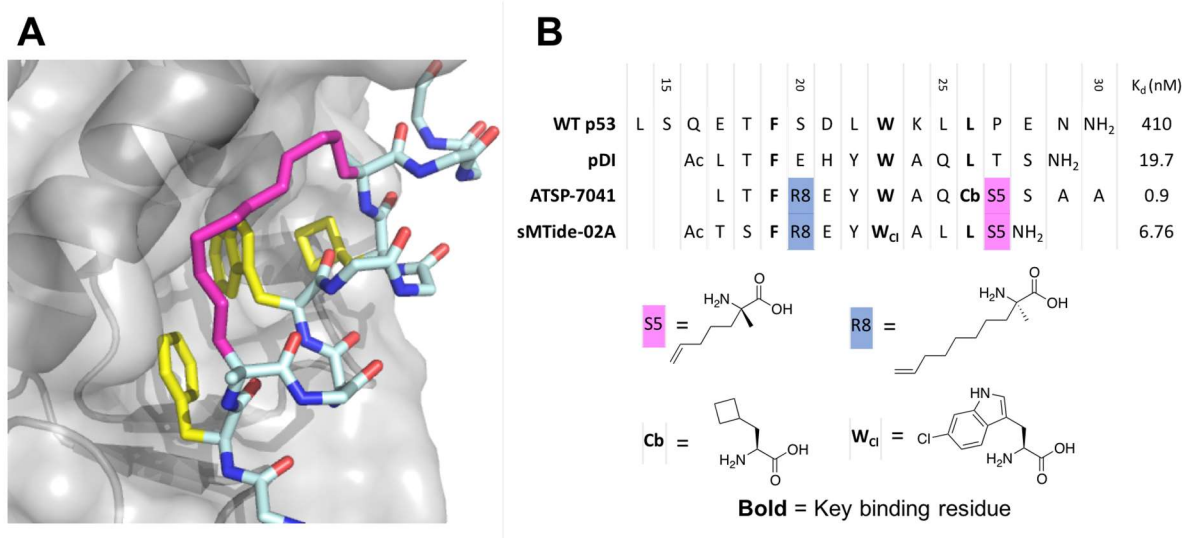 A
B
15 20 25 30 Kd (nM)
WT p53 L S Q E T F S D L W K L L P E N NH2 410
pDI Ac L T F E H Y W A Q L T S NH2 19.7
ATSP-7041 L T F R8 E Y W A Q Cb S5 S A A 0.9
sMTide-02A Ac T S F R8 E Y WCl A L L S5 NH2 6.76
S5 = H2N O OH
R8 = H2N O OH
Cb = H2N O OH
WCl = Cl HN H2N O OH
Bold = Key binding residue